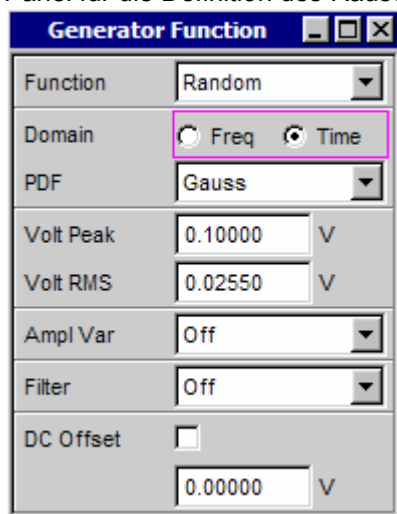 Generator Function
Function Random
Domain Freq Time
PDF Gauss
Volt Peak 0.10000 V
Volt RMS 0.02550 V
Ampl Var Off
Filter Off
DC Offset
0.00000 V